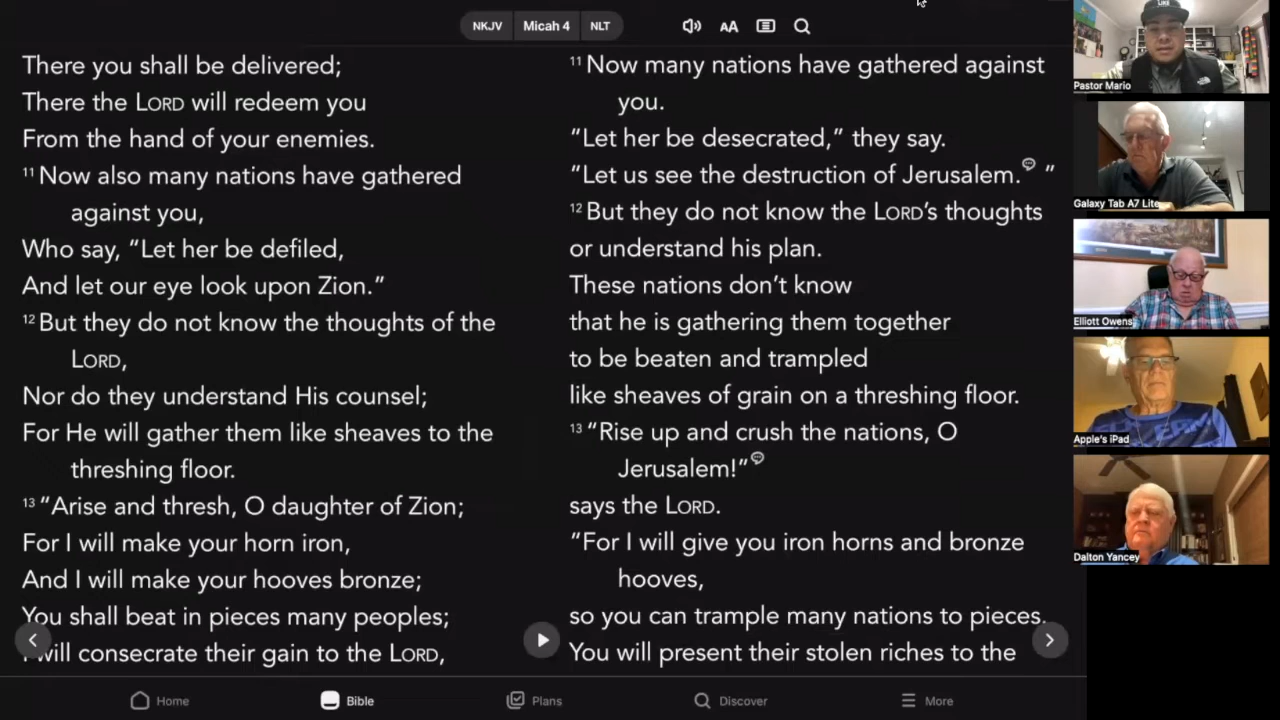 NKJV Micah 4 NLT
AA
There you shall be delivered;
There the LORD will redeem you
From the hand of your enemies.
11 Now also many nations have gathered
against you,
Who say, “Let her be defiled,
And let our eye look upon Zion.”
12 But they do not know the thoughts of the
LORD,
Nor do they understand His counsel;
For He will gather them like sheaves to the
threshing floor.
13 “Arise and thresh, O daughter of Zion;
For I will make your horn iron,
And I will make your hooves bronze;
You shall beat in pieces many peoples;
I will consecrate their gain to the LORD,
11 Now many nations have gathered against
you.
“Let her be desecrated,” they say.
“Let us see the destruction of Jerusalem.”
12 But they do not know the LORD’s thoughts
or understand his plan.
These nations don’t know
that he is gathering them together
to be beaten and trampled
like sheaves of grain on a threshing floor.
13 “Rise up and crush the nations, O
Jerusalem!”
says the LORD.
“For I will give you iron horns and bronze
hooves,
so you can trample many nations to pieces.
You will present their stolen riches to the
Home Bible Plans Discover More
Pastor Mario
Galaxy Tab A7 Lite
Elliott Owens
Apple's iPad
Dalton Yancey